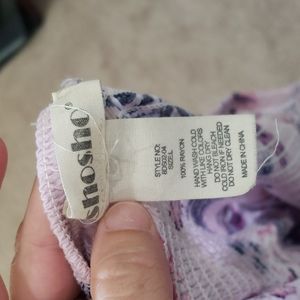 shosho
STYLE NO.
SIZE:L
100% RAYON
HAND WASH COLD
WITH LIKE COLORS
HANG DRY
DO NOT BLEACH
COLD IRON IF NEEDED
DO NOT DRY CLEAN
MADE IN CHINA